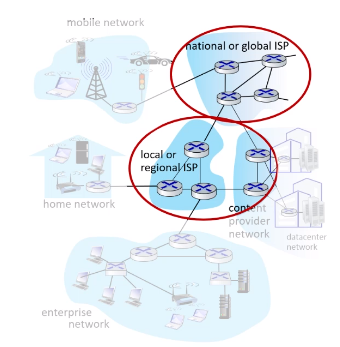 mobile network
national or global ISP
local or
regional ISP
home network
content
provider
network
datacenter
network
enterprise
network